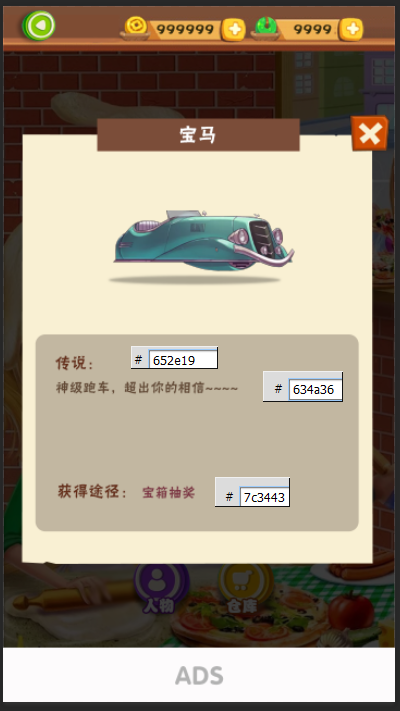 999999
9999
宝马
传说：
# 652e19
神级跑车，超出你的相信~~~~
# 634a36
获得途径：宝箱抽奖
# 7c3443
人物 仓库
ADS